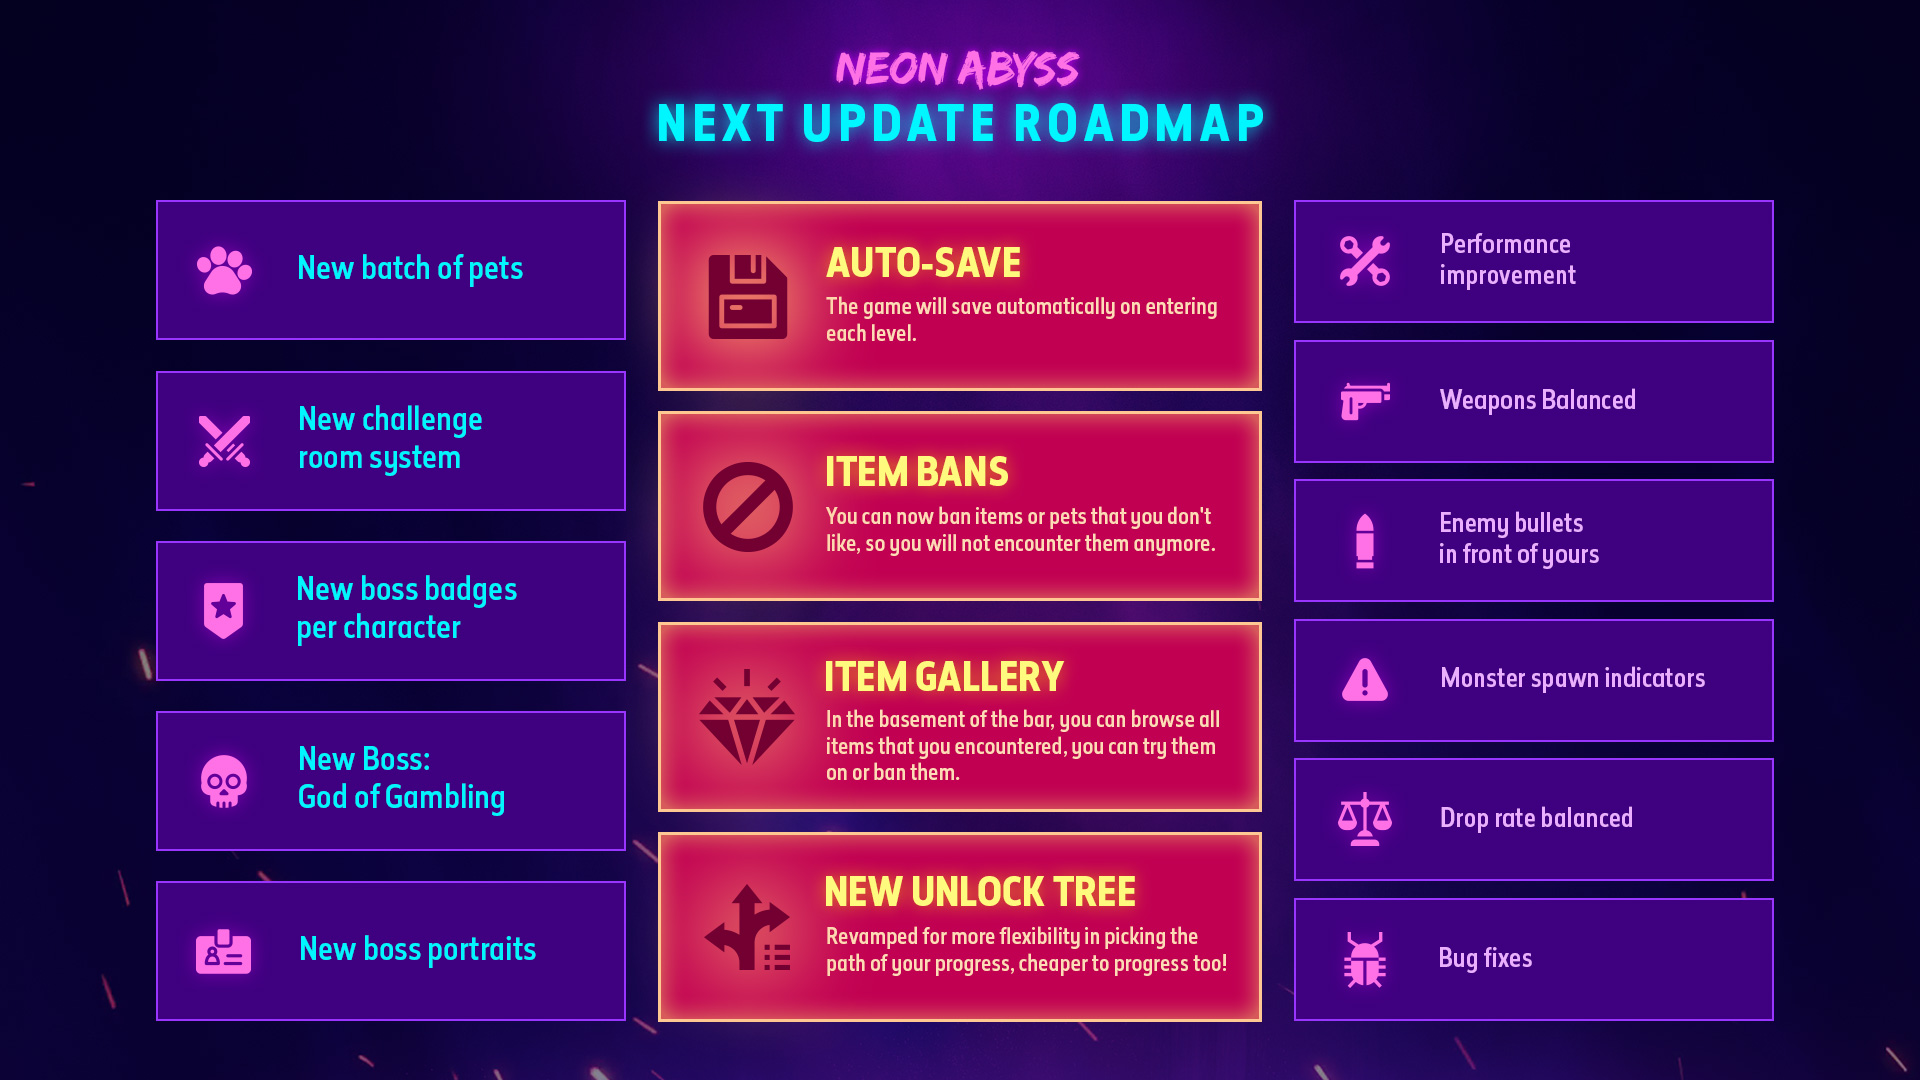 NEON ABYSS
NEXT UPDATE ROADMAP
New batch of pets
New challenge
room system
New boss badges
per character
New Boss:
God of Gambling
New boss portraits
AUTO-SAVE
The game will save automatically on entering
each level.
ITEM BANS
You can now ban items or pets that you don't
like, so you will not encounter them anymore.
ITEM GALLERY
In the basement of the bar, you can browse all
items that you encountered, you can try them
on or ban them.
NEW UNLOCK TREE
Revamped for more flexibility in picking the
path of your progress, cheaper to progress too!
Performance
improvement
Weapons Balanced
Enemy bullets
in front of yours
Monster spawn indicators
Drop rate balanced
Bug fixes